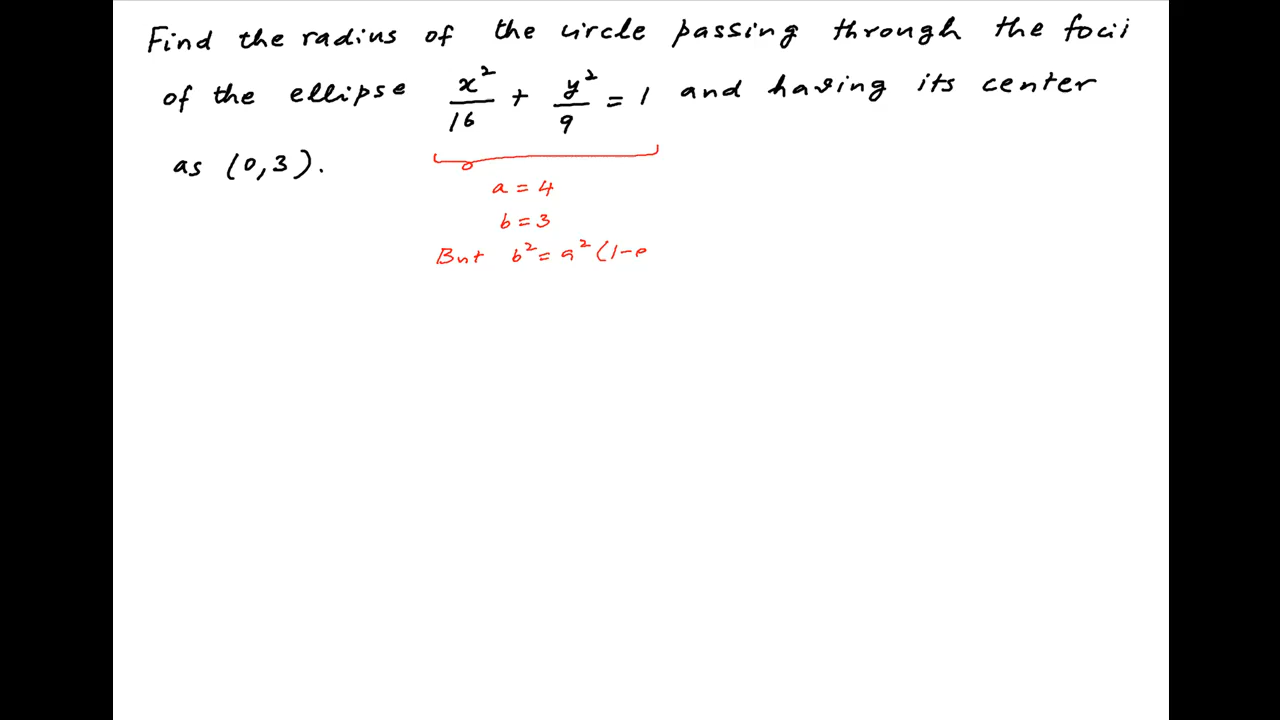 Find the radius of the circle passing through the focii
of the ellipse x²/16 + y²/9 = 1 and having its center
as (0,3).
a = 4
b = 3
But b² = a² (1-e